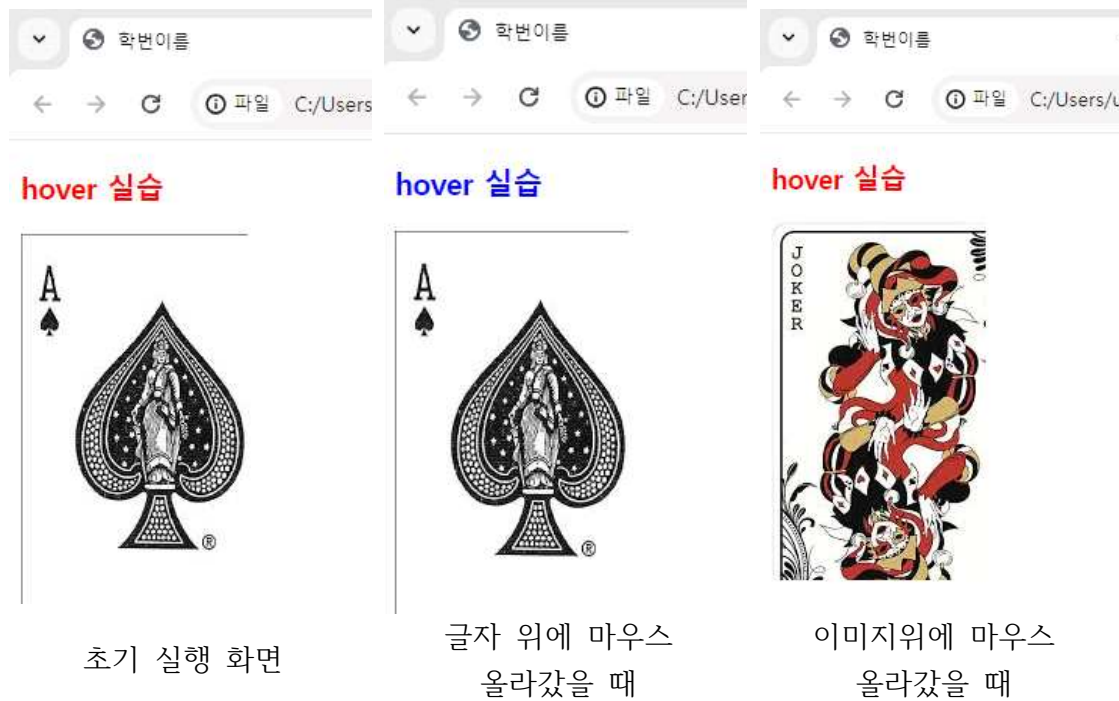 학번이름
파일 C:/Users
hover 실습
A
®
초기 실행 화면
학번이름
파일 C:/User
hover 실습
A
®
글자 위에 마우스
올라갔을 때
학번이름
파일 C:/Users/u
hover 실습
JOKER
이미지위에 마우스
올라갔을 때